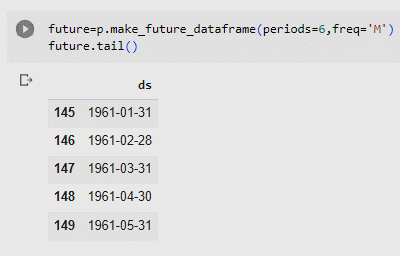 future=p.make_future_dataframe(periods=6,freq='M')
future.tail()
ds
145 1961-01-31
146 1961-02-28
147 1961-03-31
148 1961-04-30
149 1961-05-31